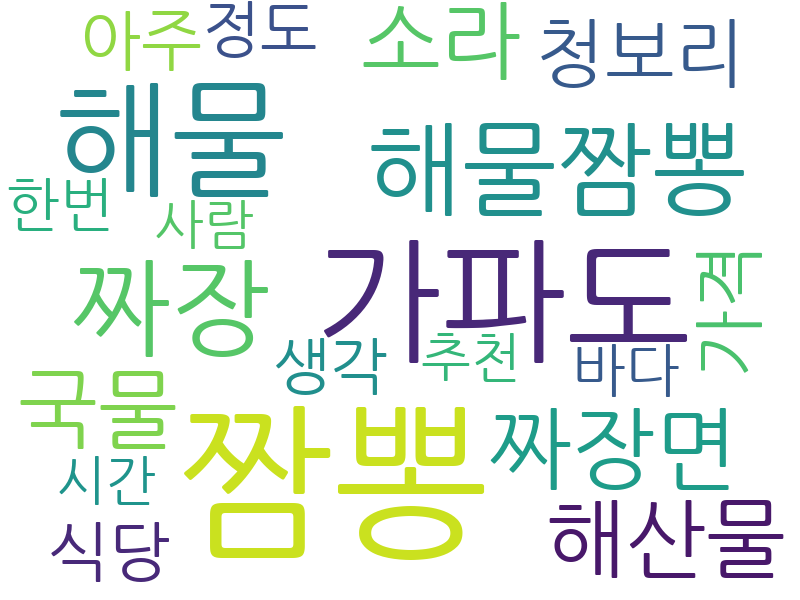 아주
정도
소라
청보리
해물
해물짬뽕
한번
사람
짜장
가파도
가격
생각
추천
바다
국물
짬뽕
짜장면
시간
식당
해산물